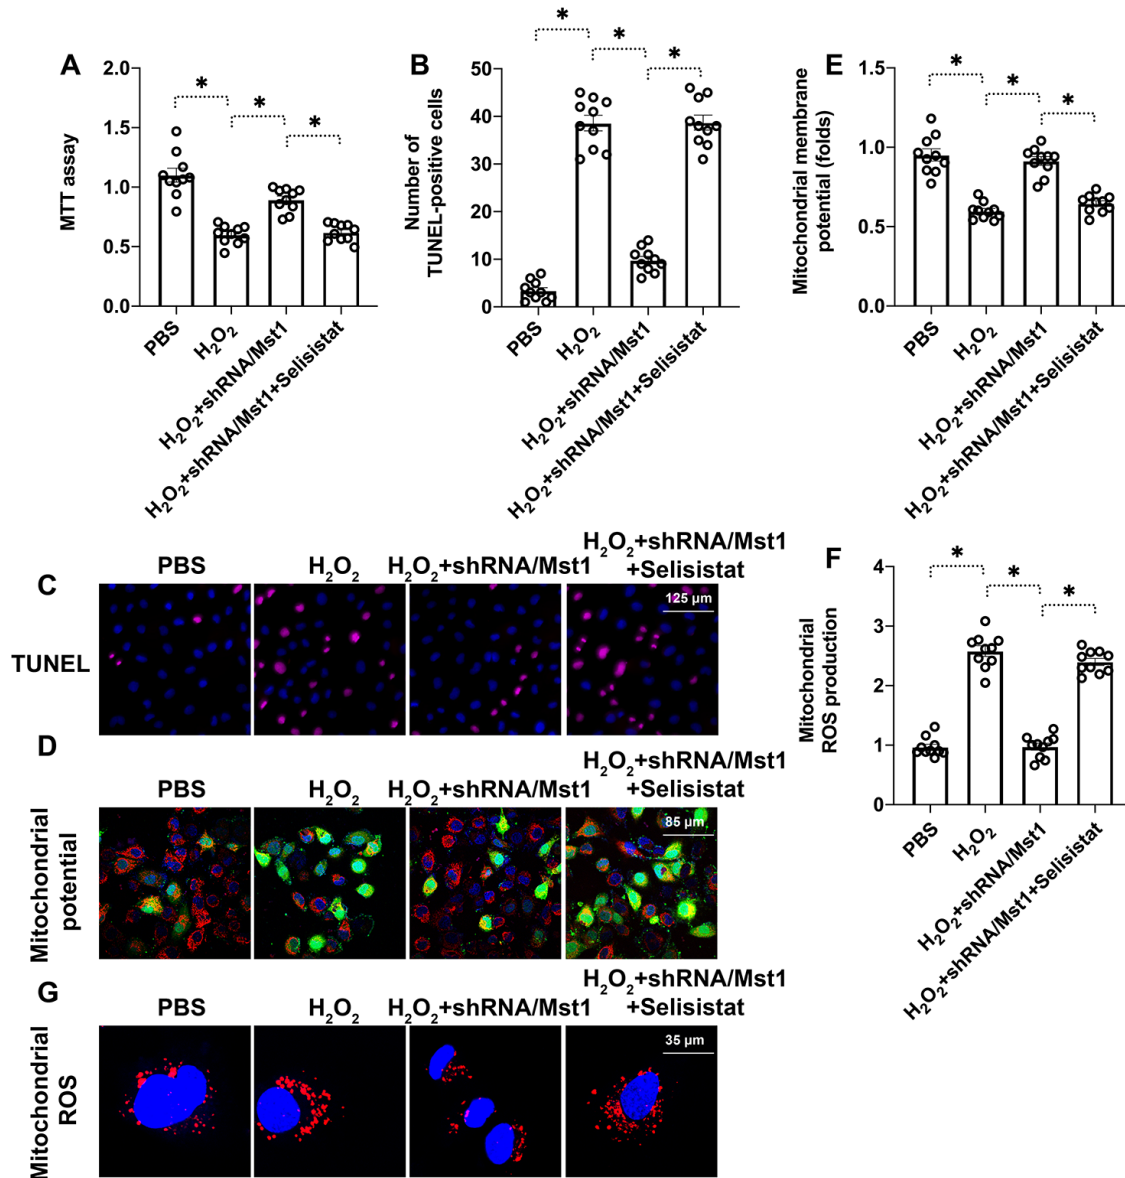 A
MTT assay
2.0
1.5
1.0
0.5
0.0
*
*
*
PBS
H₂O₂
H₂O₂+shRNA/Mst1
H₂O₂+shRNA/Mst1+Selisistat
B
Number of
TUNEL-positive cells
50
40
30
20
10
0
*
*
*
PBS
H₂O₂
H₂O₂+shRNA/Mst1
H₂O₂+shRNA/Mst1+Selisistat
E
Mitochondrial membrane
potential (folds)
1.5
1.0
0.5
0.0
*
*
*
PBS
H₂O₂
H₂O₂+shRNA/Mst1
H₂O₂+shRNA/Mst1+Selisistat
C
PBS
H₂O₂
H₂O₂+shRNA/Mst1
H₂O₂+shRNA/Mst1
+Selisistat
TUNEL
125 µm
D
PBS
H₂O₂
H₂O₂+shRNA/Mst1
H₂O₂+shRNA/Mst1
+Selisistat
Mitochondrial
potential
85 µm
F
Mitochondrial
ROS production
4
3
2
1
0
*
*
*
PBS
H₂O₂
H₂O₂+shRNA/Mst1
H₂O₂+shRNA/Mst1+Selisistat
G
PBS
H₂O₂
H₂O₂+shRNA/Mst1
H₂O₂+shRNA/Mst1
+Selisistat
Mitochondrial
ROS
35 µm